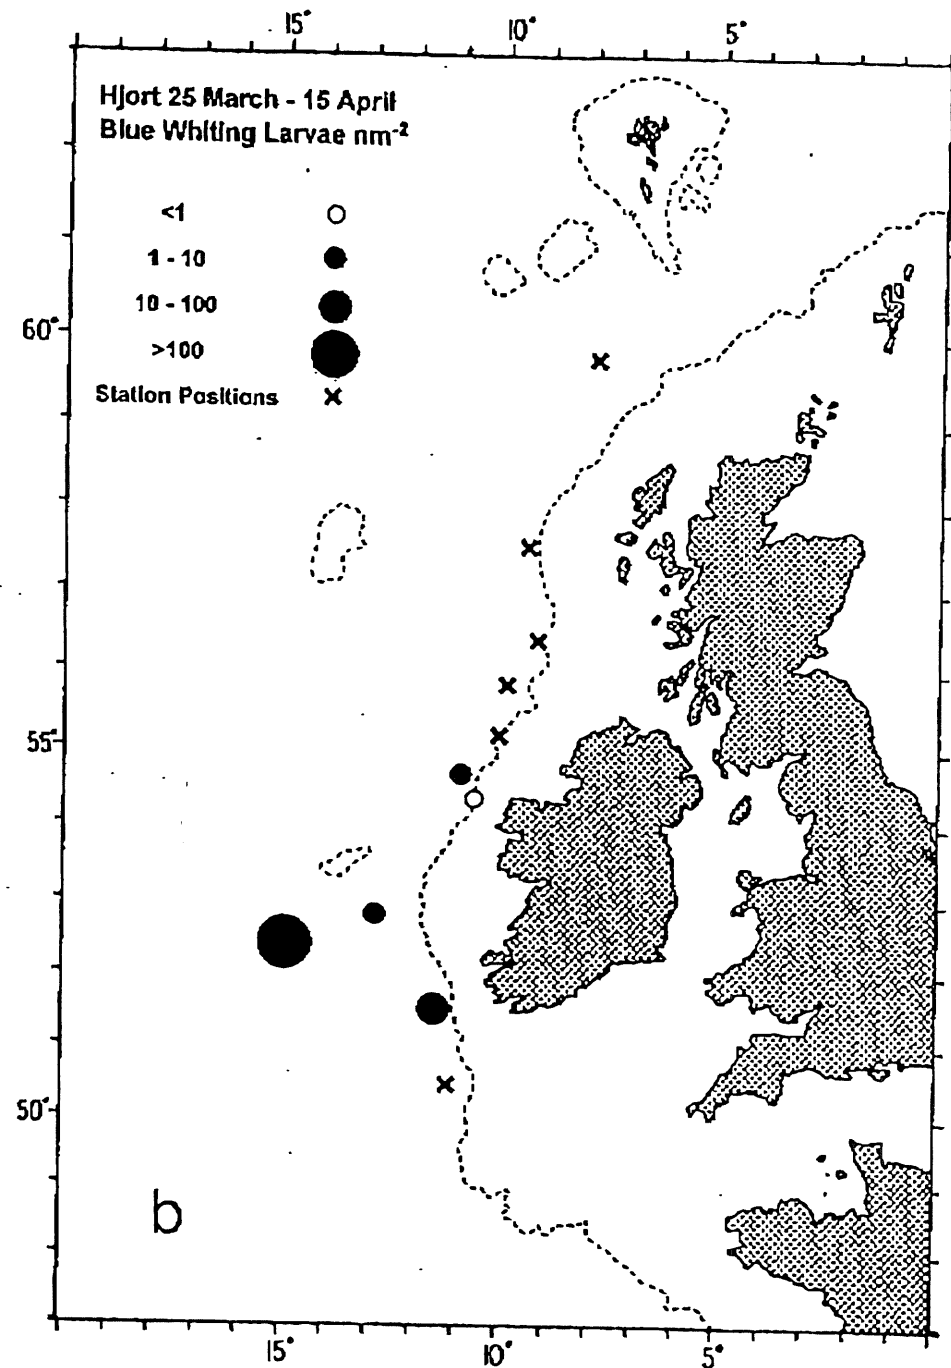 15° 10° 5°
Hjort 25 March - 15 April
Blue Whiting Larvae nm⁻²
<1
1 - 10
10 - 100
>100
Station Positions
60°
55°
50°
b
15° 10° 5°